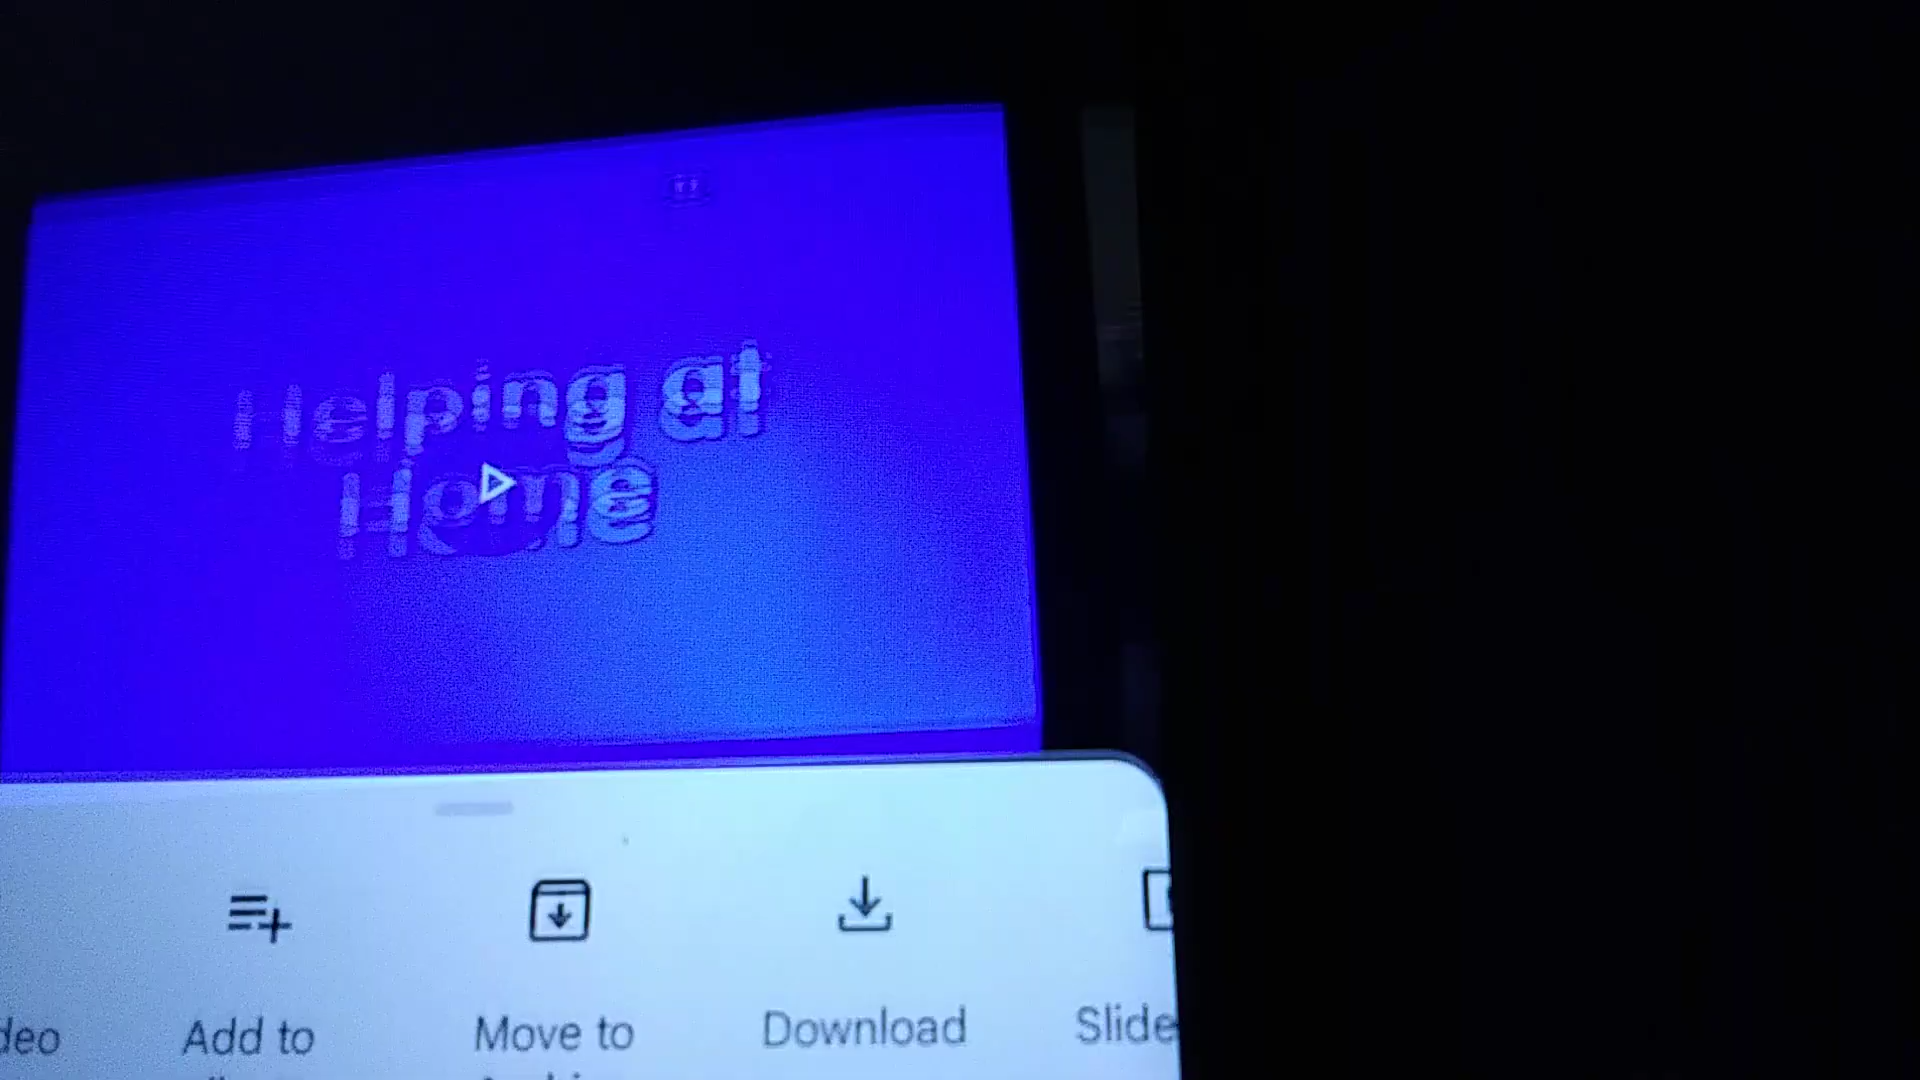 Helping at
Home
deo
Add to
Move to
Download
Slide